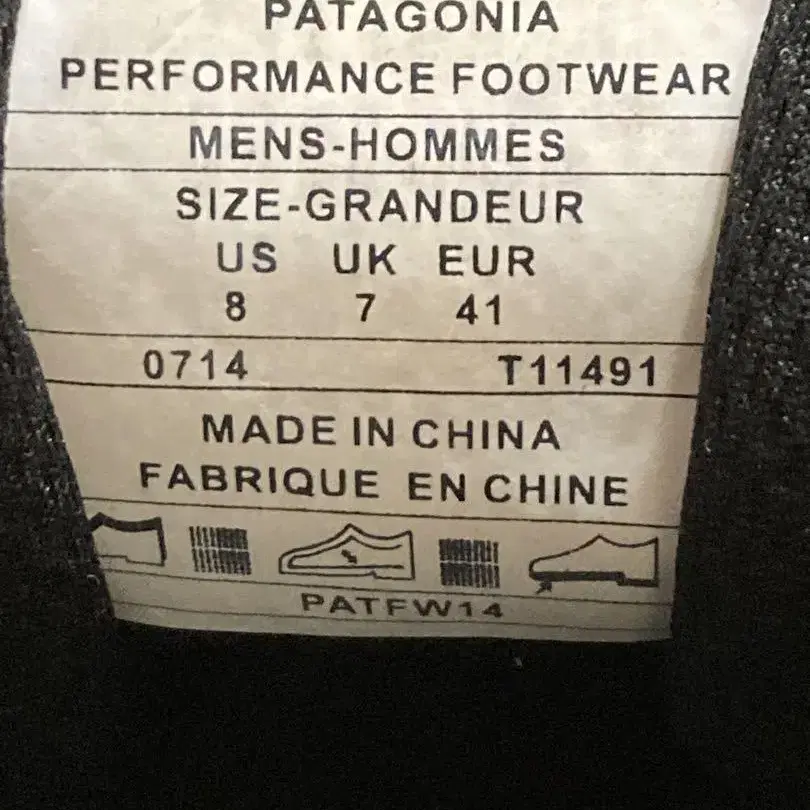 PATAGONIA
PERFORMANCE FOOTWEAR
MENS-HOMMES
SIZE-GRANDEUR
US UK EUR
8 7 41
0714 T11491
MADE IN CHINA
FABRIQUE EN CHINE
PATFW14